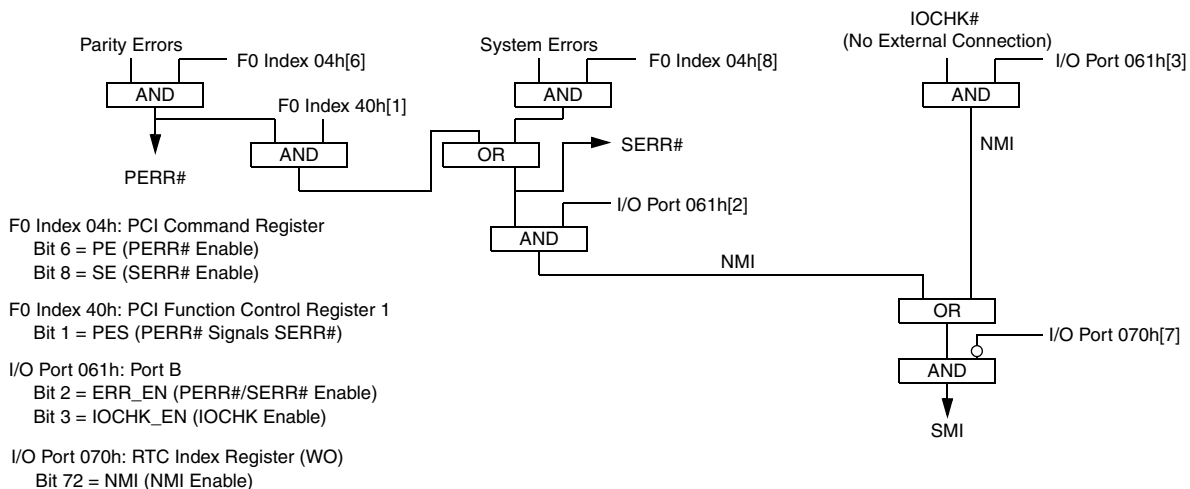 IOCHK#
(No External Connection)
Parity Errors
System Errors
F0 Index 04h[6]
F0 Index 04h[8]
I/O Port 061h[3]
AND
AND
AND
F0 Index 40h[1]
AND
OR
SERR#
NMI
PERR#
I/O Port 061h[2]
AND
NMI
OR
I/O Port 070h[7]
AND
SMI
F0 Index 04h: PCI Command Register
Bit 6 = PE (PERR# Enable)
Bit 8 = SE (SERR# Enable)
F0 Index 40h: PCI Function Control Register 1
Bit 1 = PES (PERR# Signals SERR#)
I/O Port 061h: Port B
Bit 2 = ERR_EN (PERR#/SERR# Enable)
Bit 3 = IOCHK_EN (IOCHK Enable)
I/O Port 070h: RTC Index Register (WO)
Bit 72 = NMI (NMI Enable)